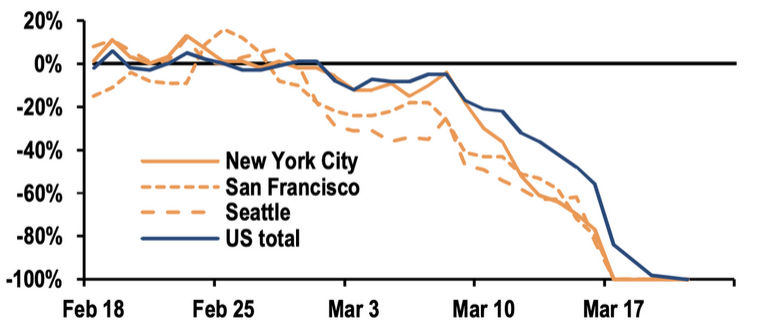 20%
0%
-20%
-40%
-60%
-80%
-100%
New York City
San Francisco
Seattle
US total
Feb 18 Feb 25 Mar 3 Mar 10 Mar 17